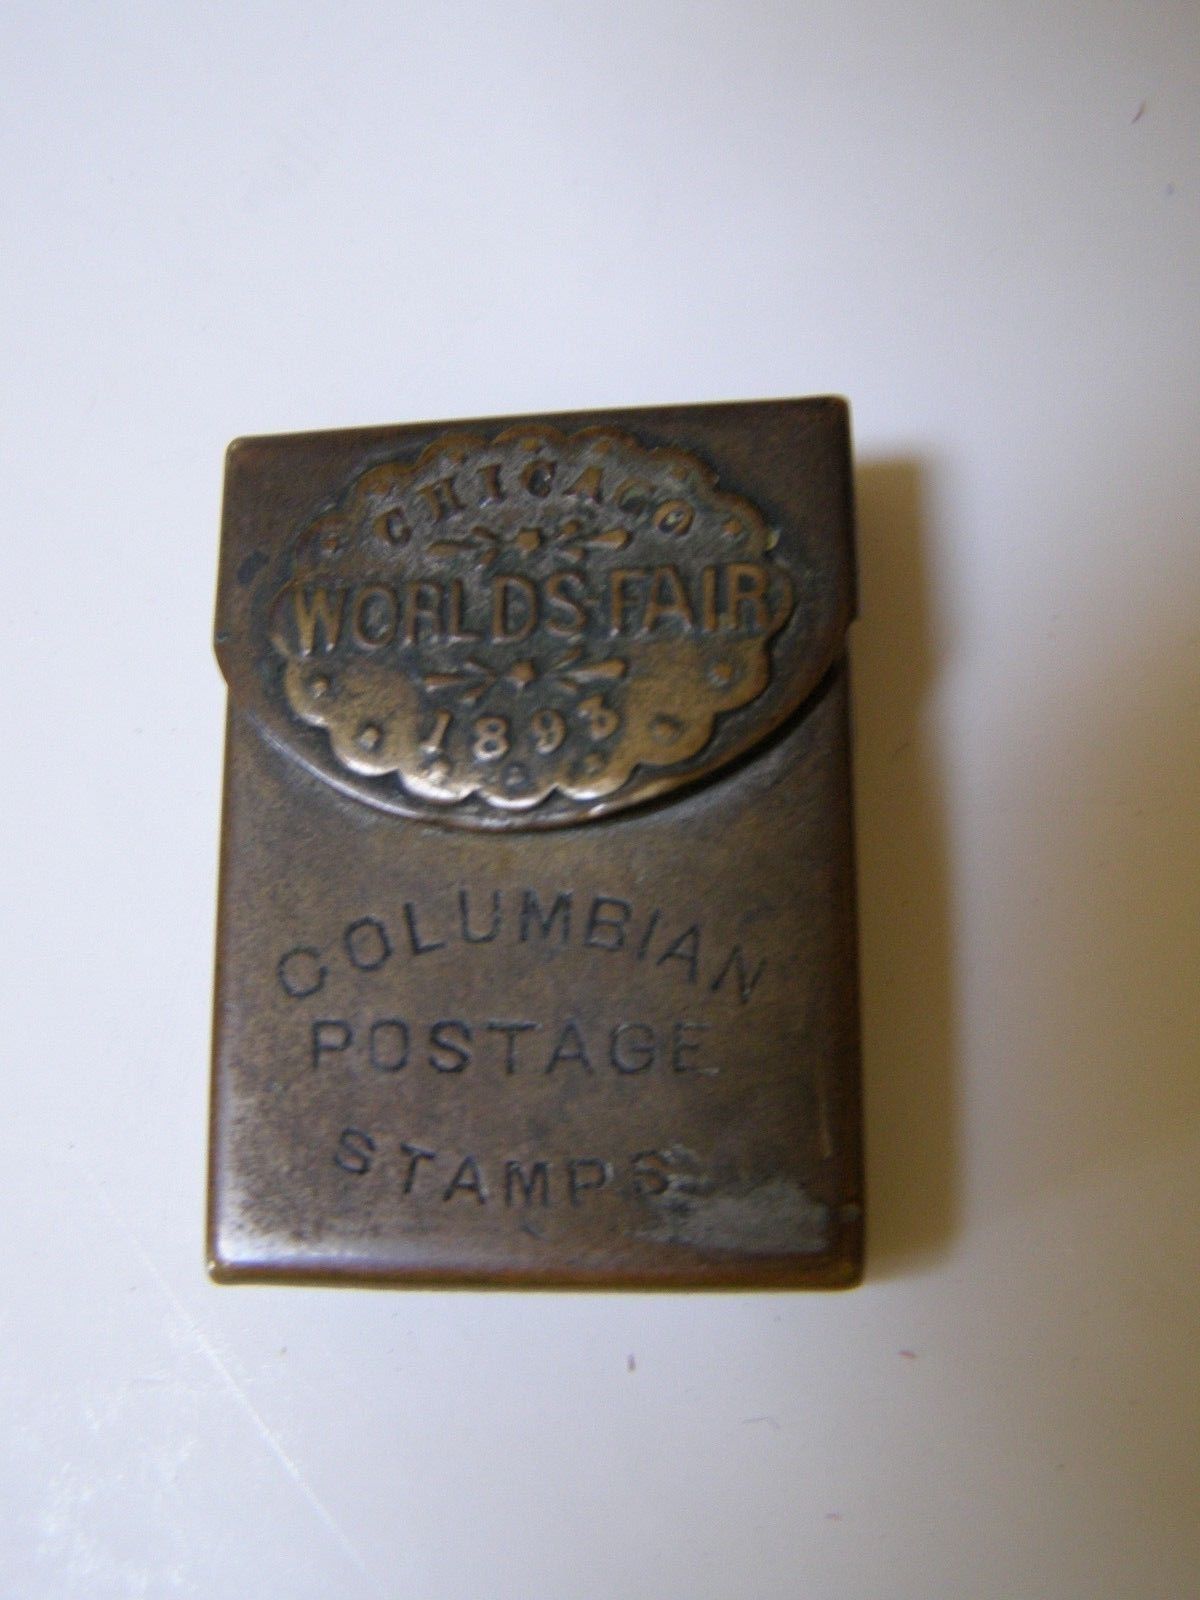 CHICAGO
WORLDS-FAIR
1893
COLUMBIAN
POSTAGE
STAMPS